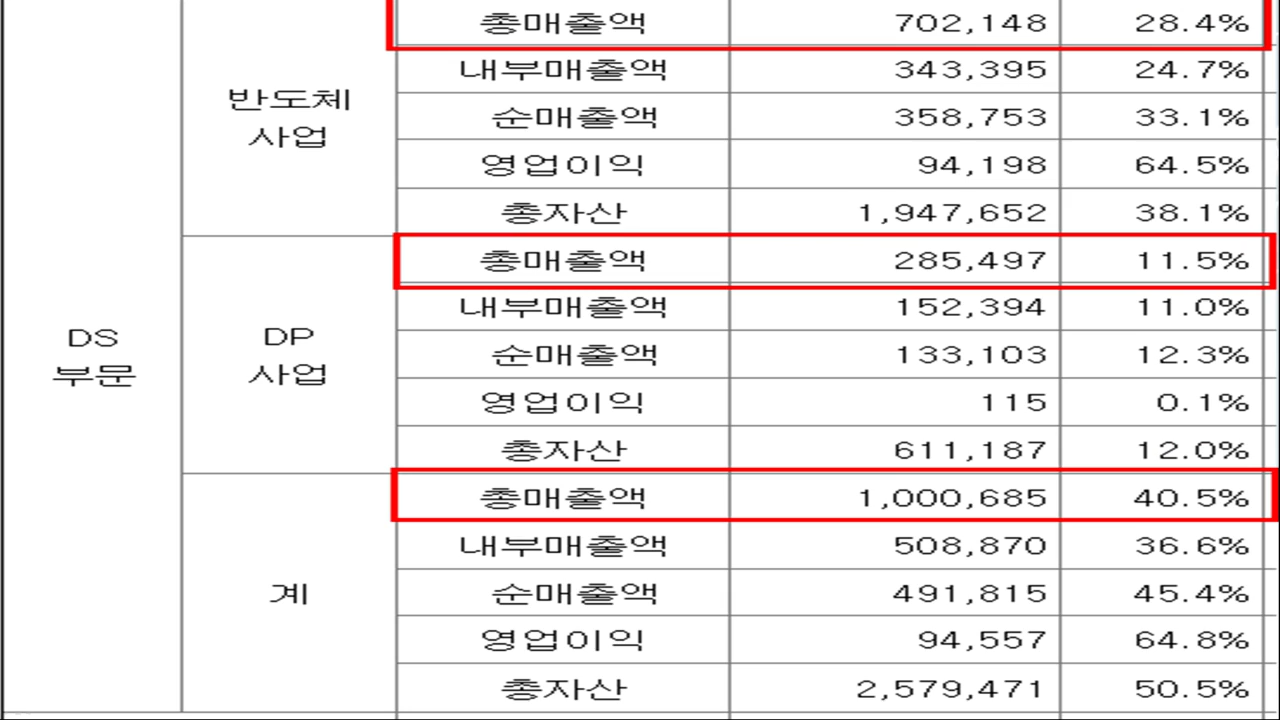 총매출액 702,148 28.4%
내부매출액 343,395 24.7%
반도체
사업
순매출액 358,753 33.1%
영업이익 94,198 64.5%
총자산 1,947,652 38.1%
총매출액 285,497 11.5%
내부매출액 152,394 11.0%
DS
부문
DP
사업
순매출액 133,103 12.3%
영업이익 115 0.1%
총자산 611,187 12.0%
총매출액 1,000,685 40.5%
내부매출액 508,870 36.6%
계
순매출액 491,815 45.4%
영업이익 94,557 64.8%
총자산 2,579,471 50.5%